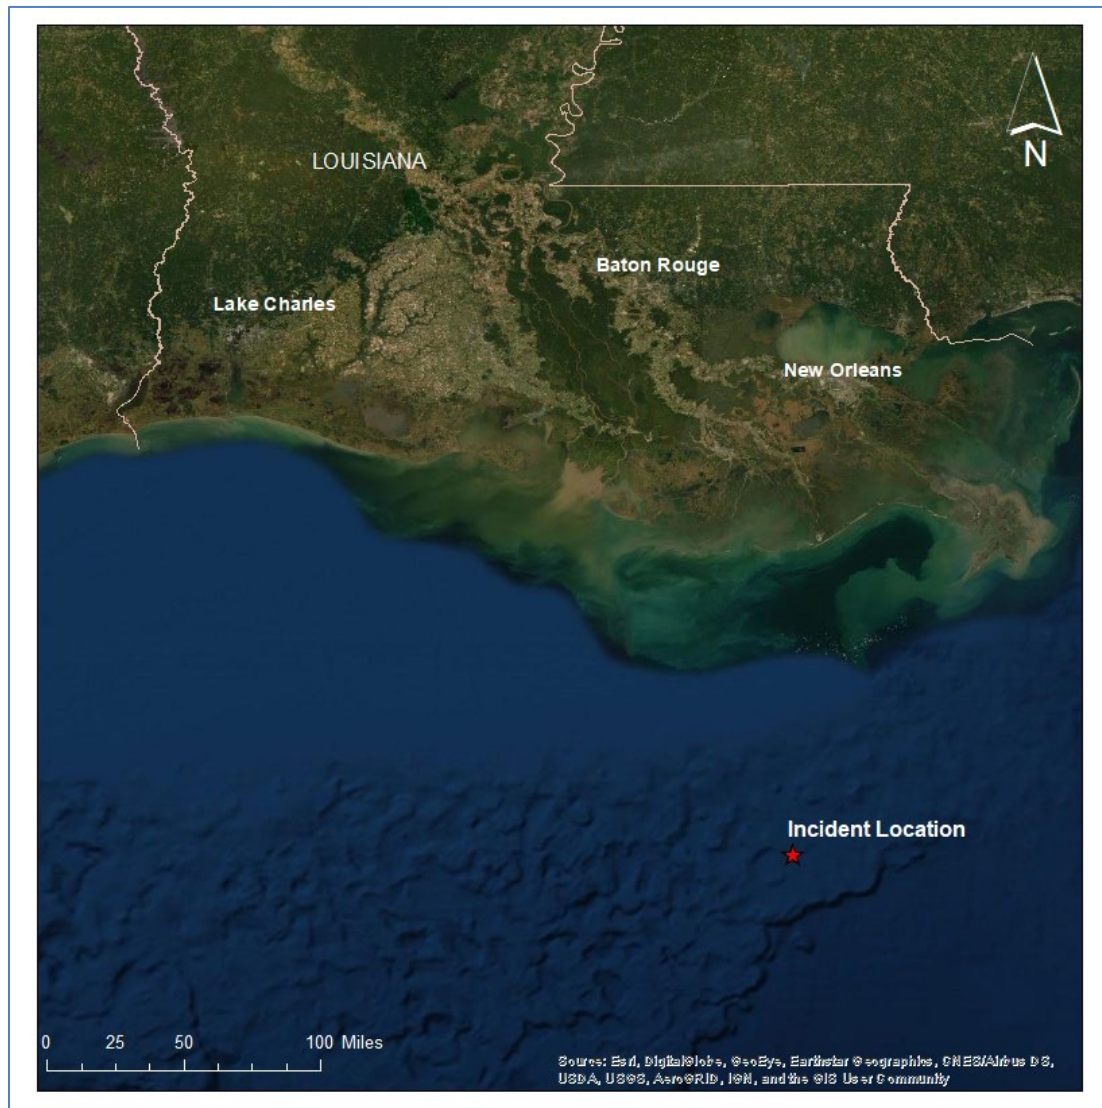 N
LOUISIANA
Baton Rouge
Lake Charles
New Orleans
Incident Location
0 25 50 100 Miles
Source: Esri, DigitalGlobe, GeoEye, Earthstar Geographics, CNES/Airbus DS,
USDA, USGS, AeroGRID, IGN, and the GIS User Community